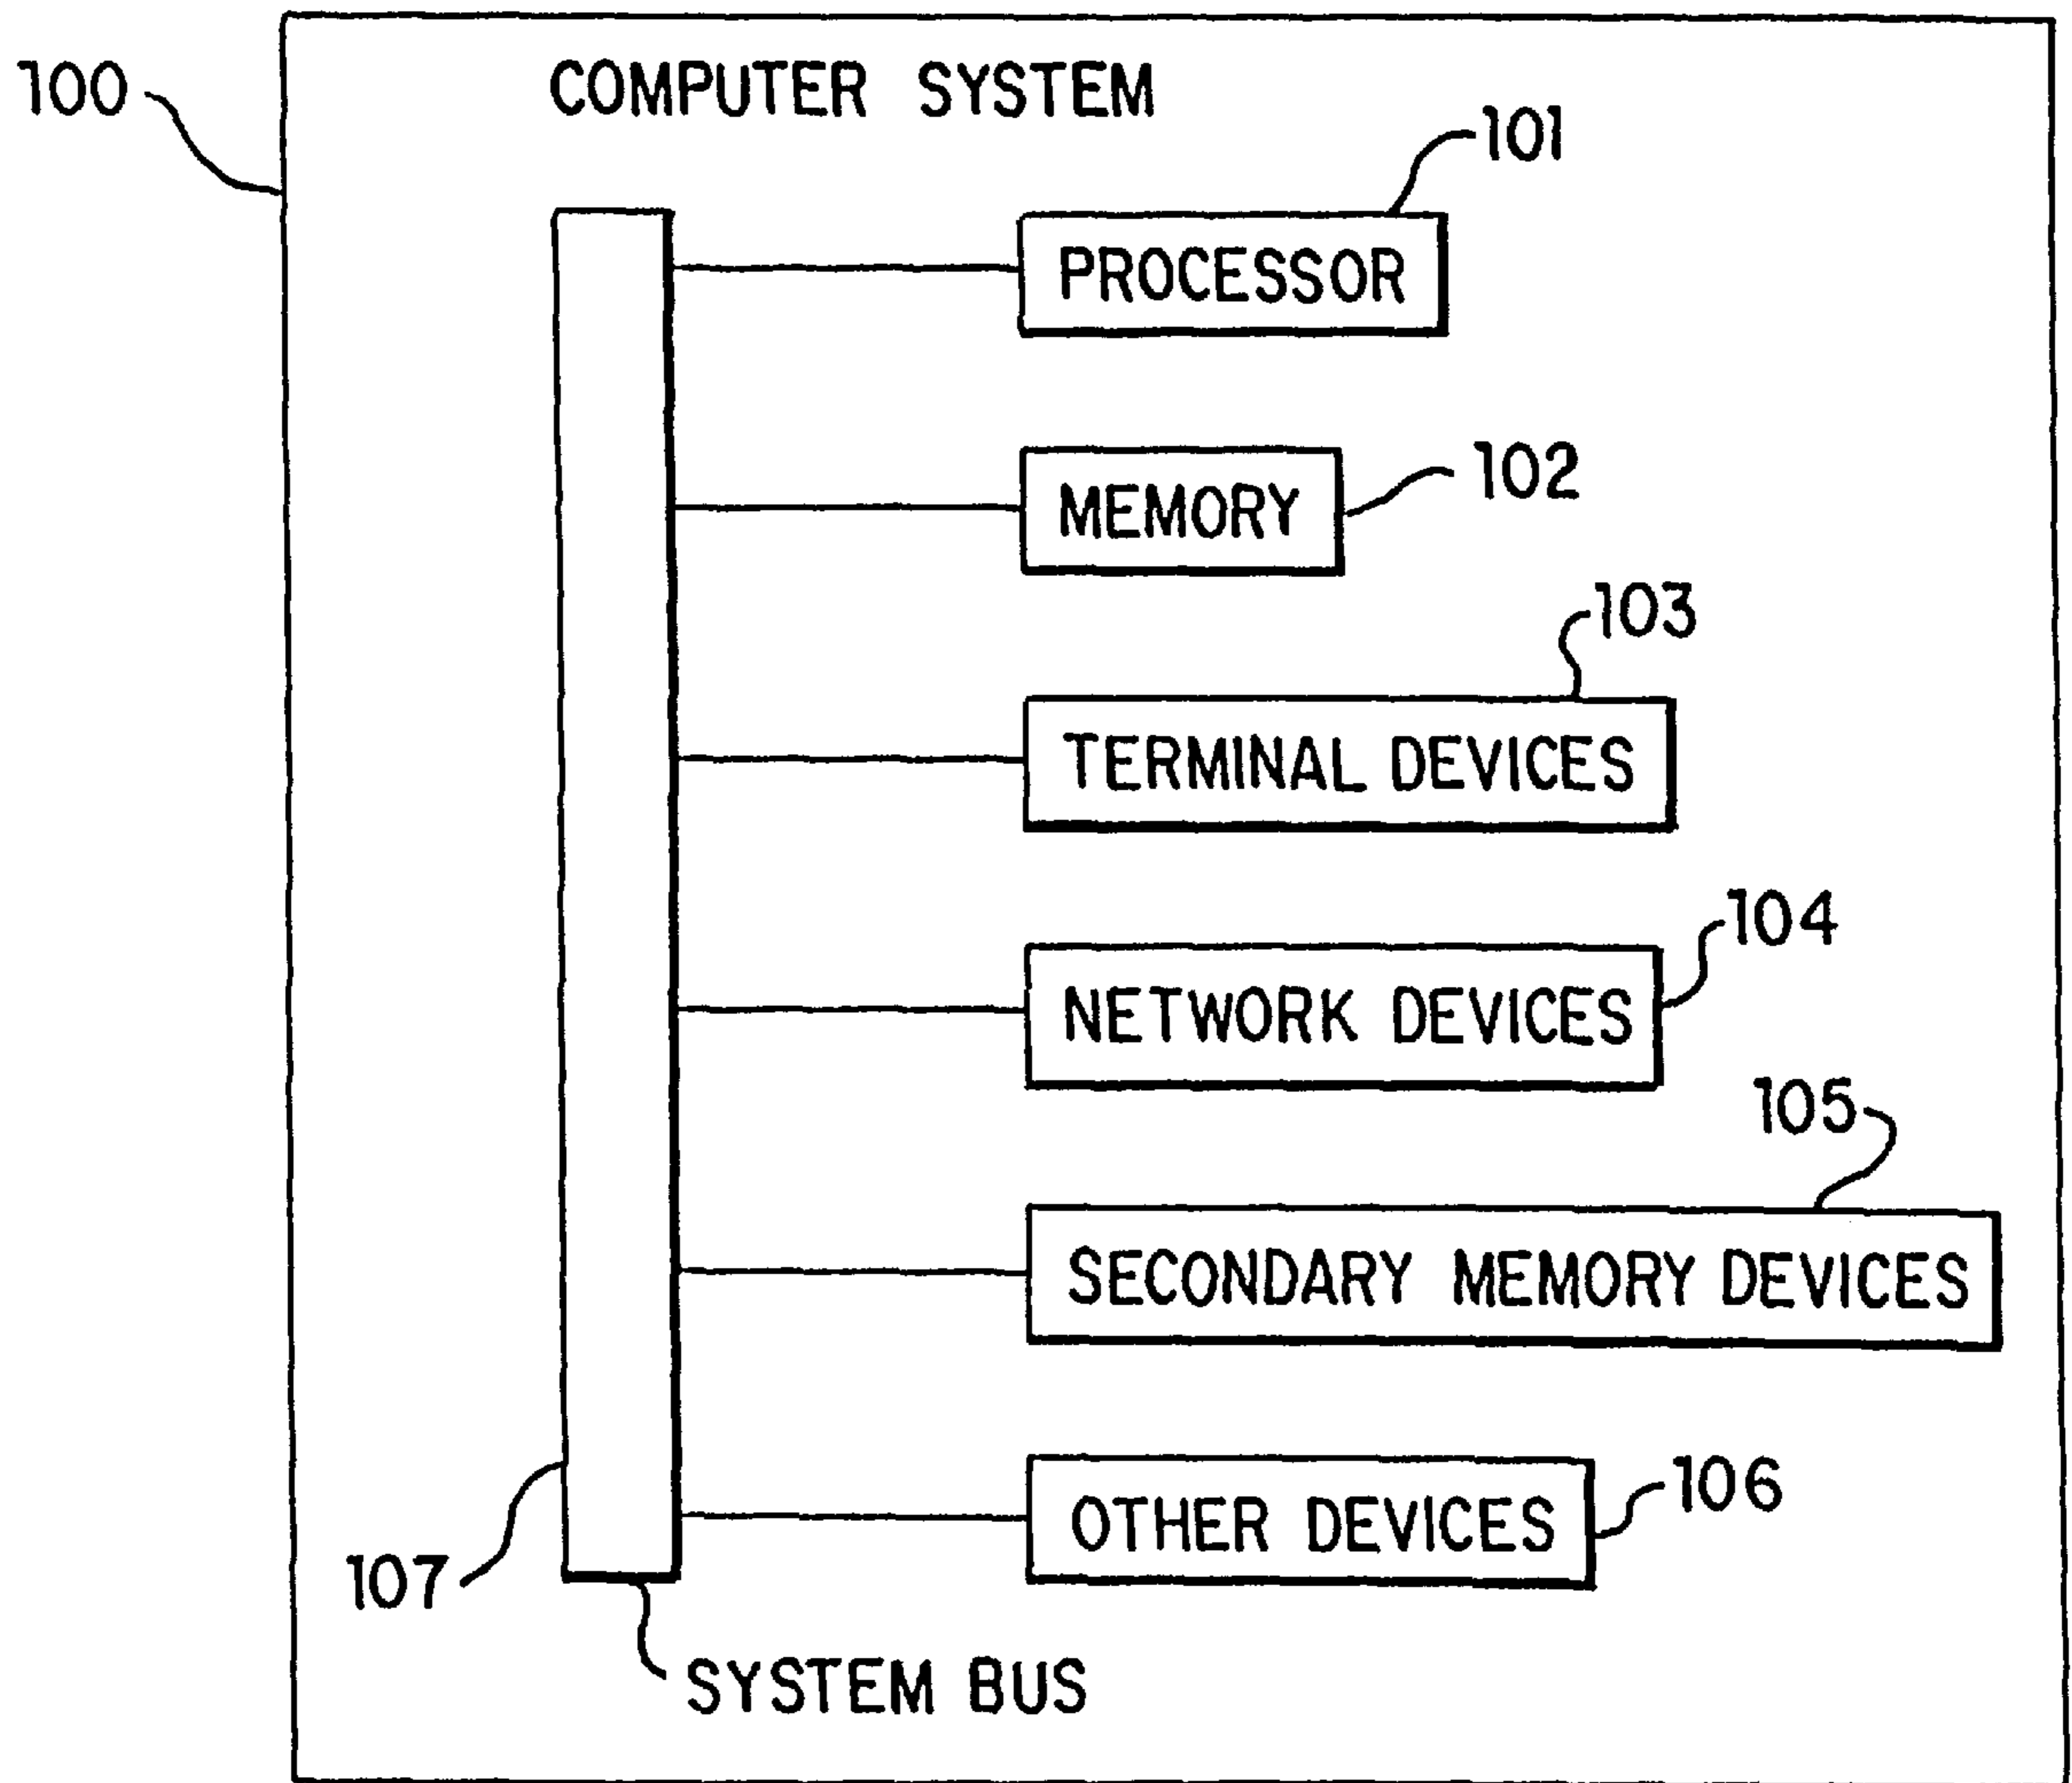 100
COMPUTER SYSTEM
101
PROCESSOR
102
MEMORY
103
TERMINAL DEVICES
104
NETWORK DEVICES
105
SECONDARY MEMORY DEVICES
106
OTHER DEVICES
107
SYSTEM BUS